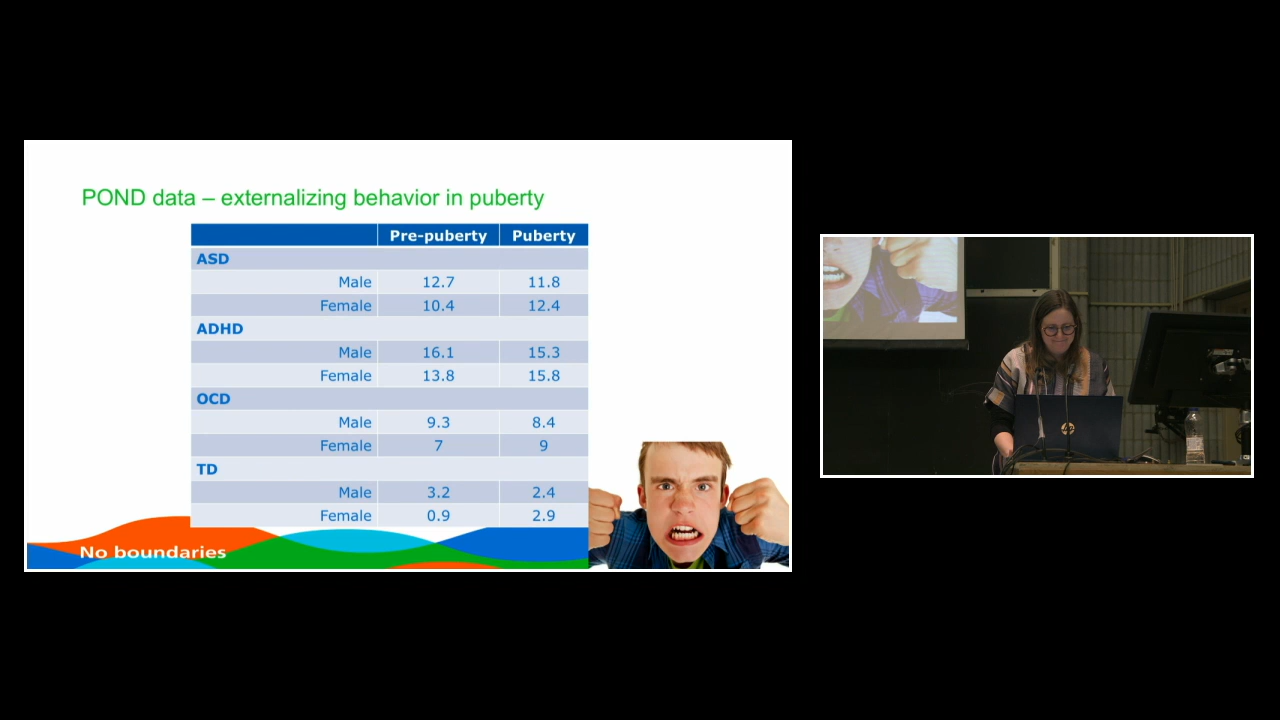 POND data – externalizing behavior in puberty
Pre-puberty Puberty
ASD
Male 12.7 11.8
Female 10.4 12.4
ADHD
Male 16.1 15.3
Female 13.8 15.8
OCD
Male 9.3 8.4
Female 7 9
TD
Male 3.2 2.4
Female 0.9 2.9
No boundaries
hp